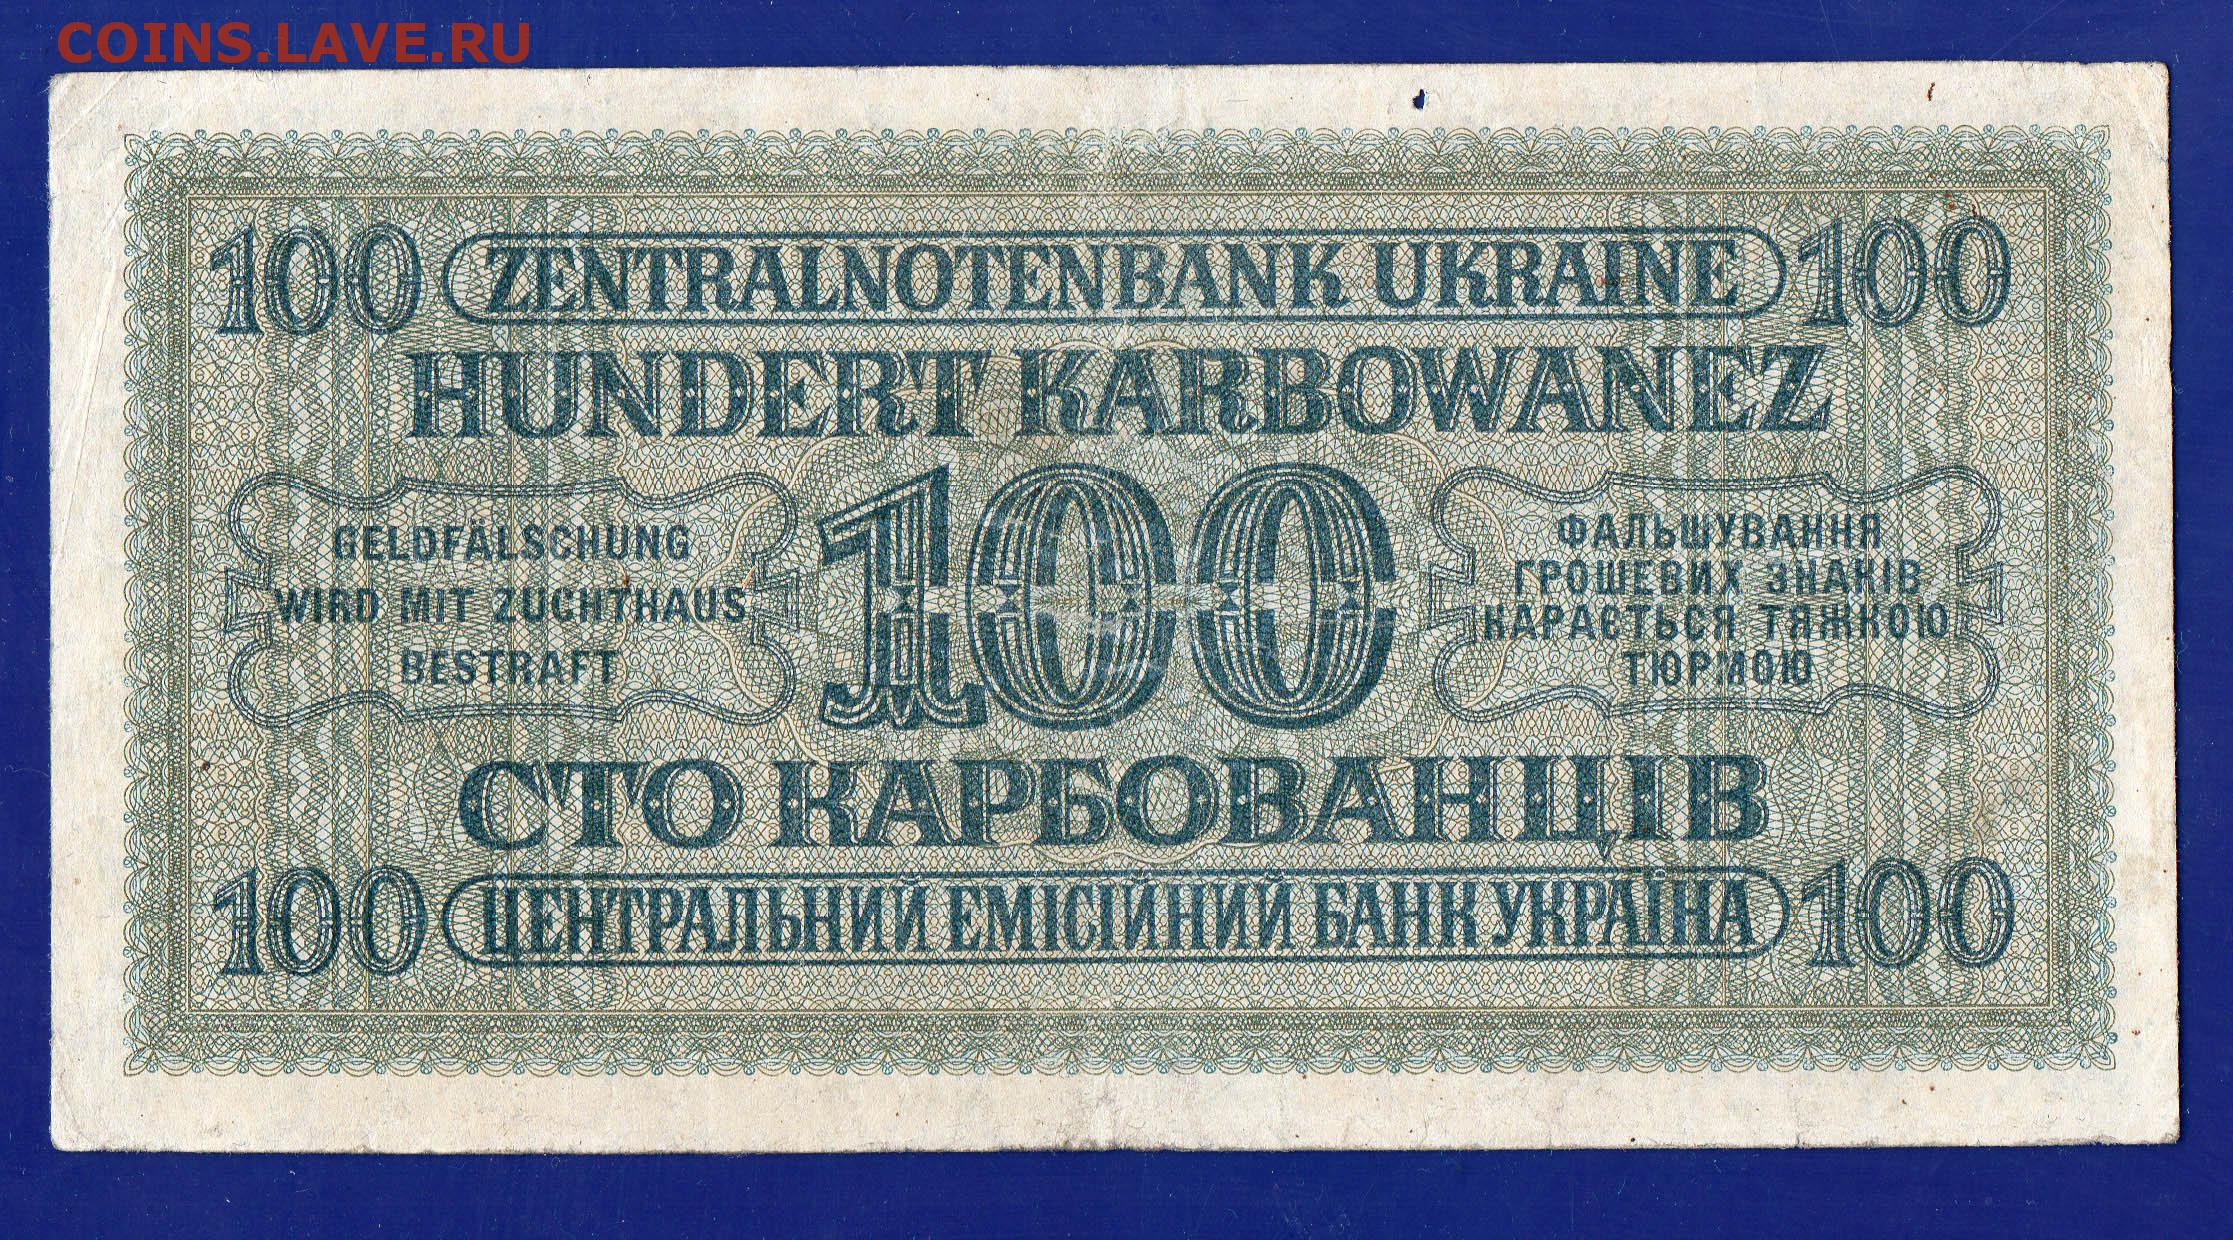 COINS.LAVE.RU
100 ZENTRALNOTENBANK UKRAINE 100
HUNDERT KARBOWANEZ
GELDFÄLSCHUNG
WIRD MIT ZUCHTHAUS
BESTRAFT
100
ФАЛЬШУВАННЯ
ГРОШЕВИХ ЗНАКІВ
КАРАЄТЬСЯ ТЯЖКОЮ
ТЮРМОЮ
СТО КАРБОВАНЦІВ
100 ЦЕНТРАЛЬНИЙ ЕМІСІЙНИЙ БАНК УКРАЇНА 100